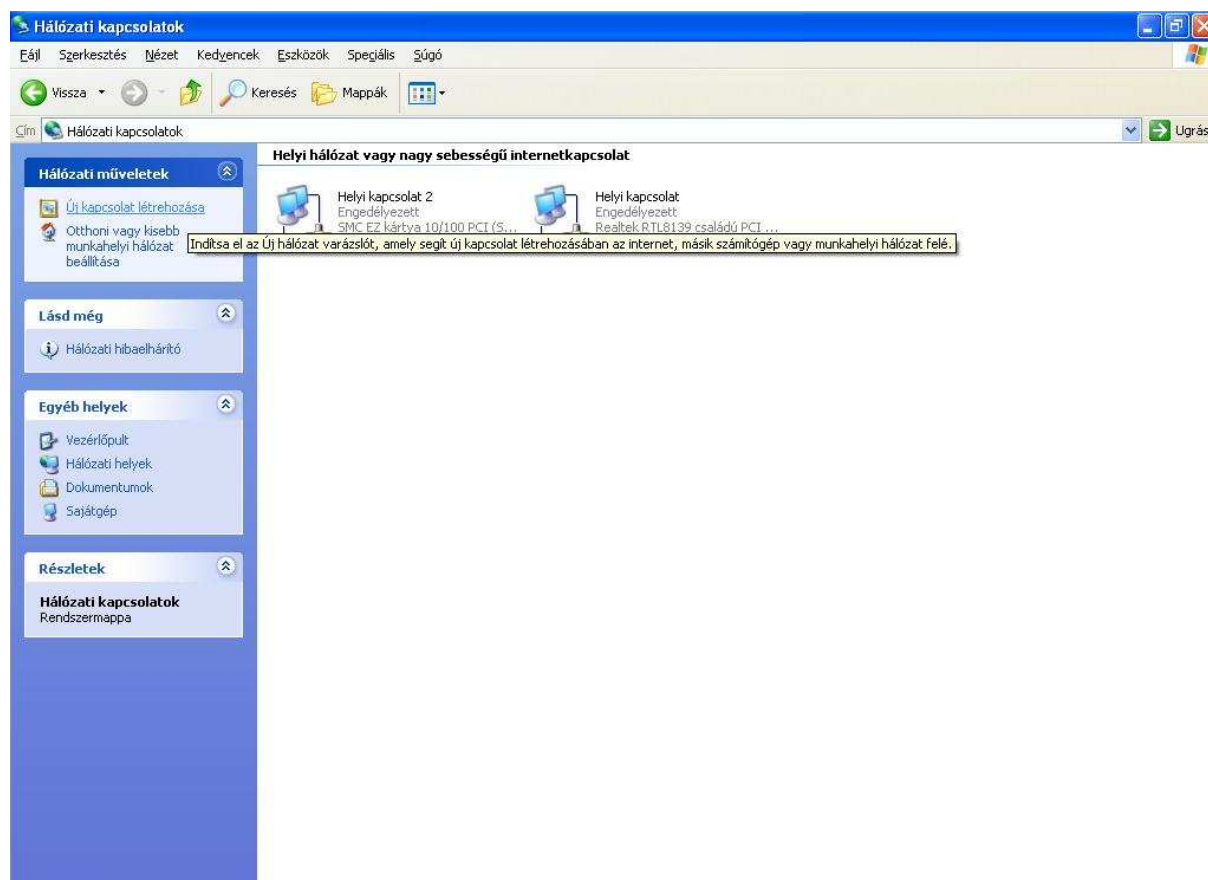 Hálózati kapcsolatok
Fájl Szerkesztés Nézet Kedvencek Eszközök Speciális Súgó
Vissza Keresés Mappák
Cím Hálózati kapcsolatok Ugrás
Hálózati műveletek
Új kapcsolat létrehozása
Otthoni vagy kisebb
munkahelyi hálózat
beállítása
Lásd még
Hálózati hibaelhárító
Egyéb helyek
Vezérlőpult
Hálózati helyek
Dokumentumok
Sajátgép
Részletek
Hálózati kapcsolatok
Rendszermappa
Helyi hálózat vagy nagy sebességű internetkapcsolat
Helyi kapcsolat 2
Engedélyezett
SMC EZ kártya 10/100 PCI (S...
Helyi kapcsolat
Engedélyezett
Realtek RTL8139 családú PCI ...
Indítsa el az Új hálózat varázslót, amely segít új kapcsolat létrehozásában az internet, másik számítógép vagy munkahelyi hálózat felé.